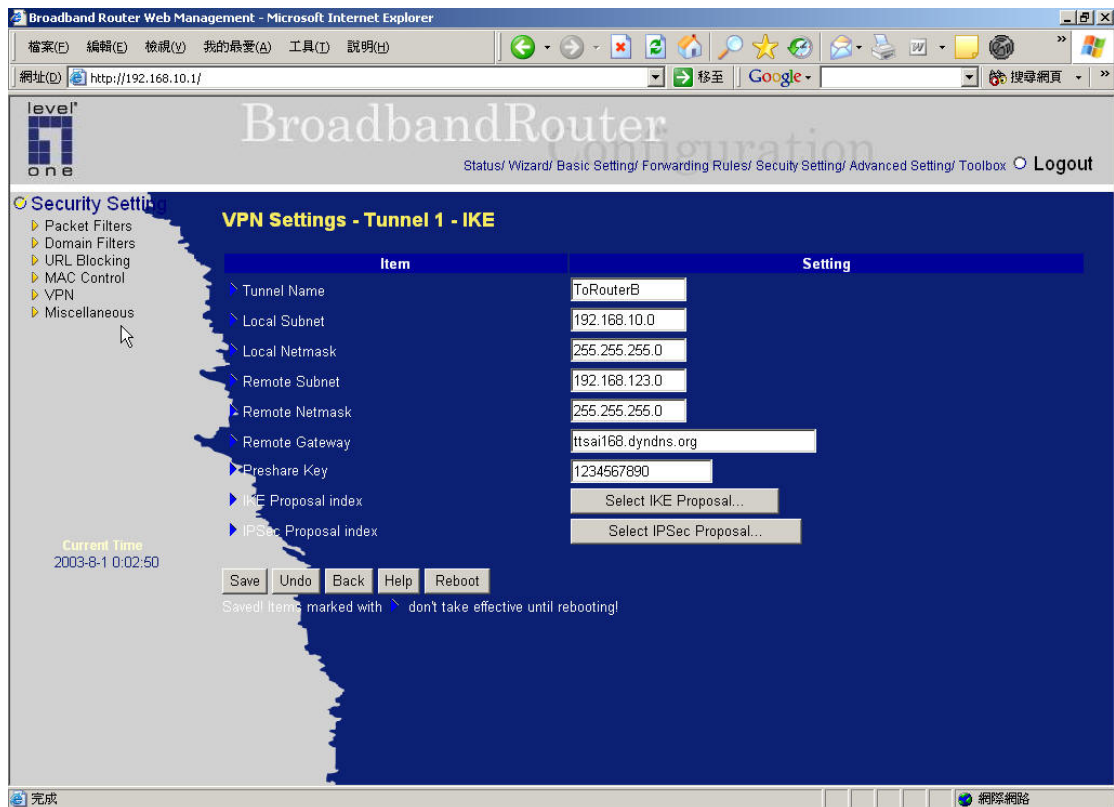 Broadband Router Web Management - Microsoft Internet Explorer
檔案(F) 編輯(E) 檢視(V) 我的最愛(A) 工具(T) 說明(H)
網址(D) http://192.168.10.1/ 移至 Google 搜尋網頁
level
one
BroadbandRouter
Configuration
Status/ Wizard/ Basic Setting/ Forwarding Rules/ Secuity Setting/ Advanced Setting/ Toolbox Logout
Security Setting
Packet Filters
Domain Filters
URL Blocking
MAC Control
VPN
Miscellaneous
Current Time
2003-8-1 0:02:50
VPN Settings - Tunnel 1 - IKE
Item Setting
Tunnel Name ToRouterB
Local Subnet 192.168.10.0
Local Netmask 255.255.255.0
Remote Subnet 192.168.123.0
Remote Netmask 255.255.255.0
Remote Gateway ttsai168.dyndns.org
Preshare Key 1234567890
IKE Proposal index Select IKE Proposal...
IPSec Proposal index Select IPSec Proposal...
Save Undo Back Help Reboot
Saved! Items marked with don't take effective until rebooting!
完成 網際網路